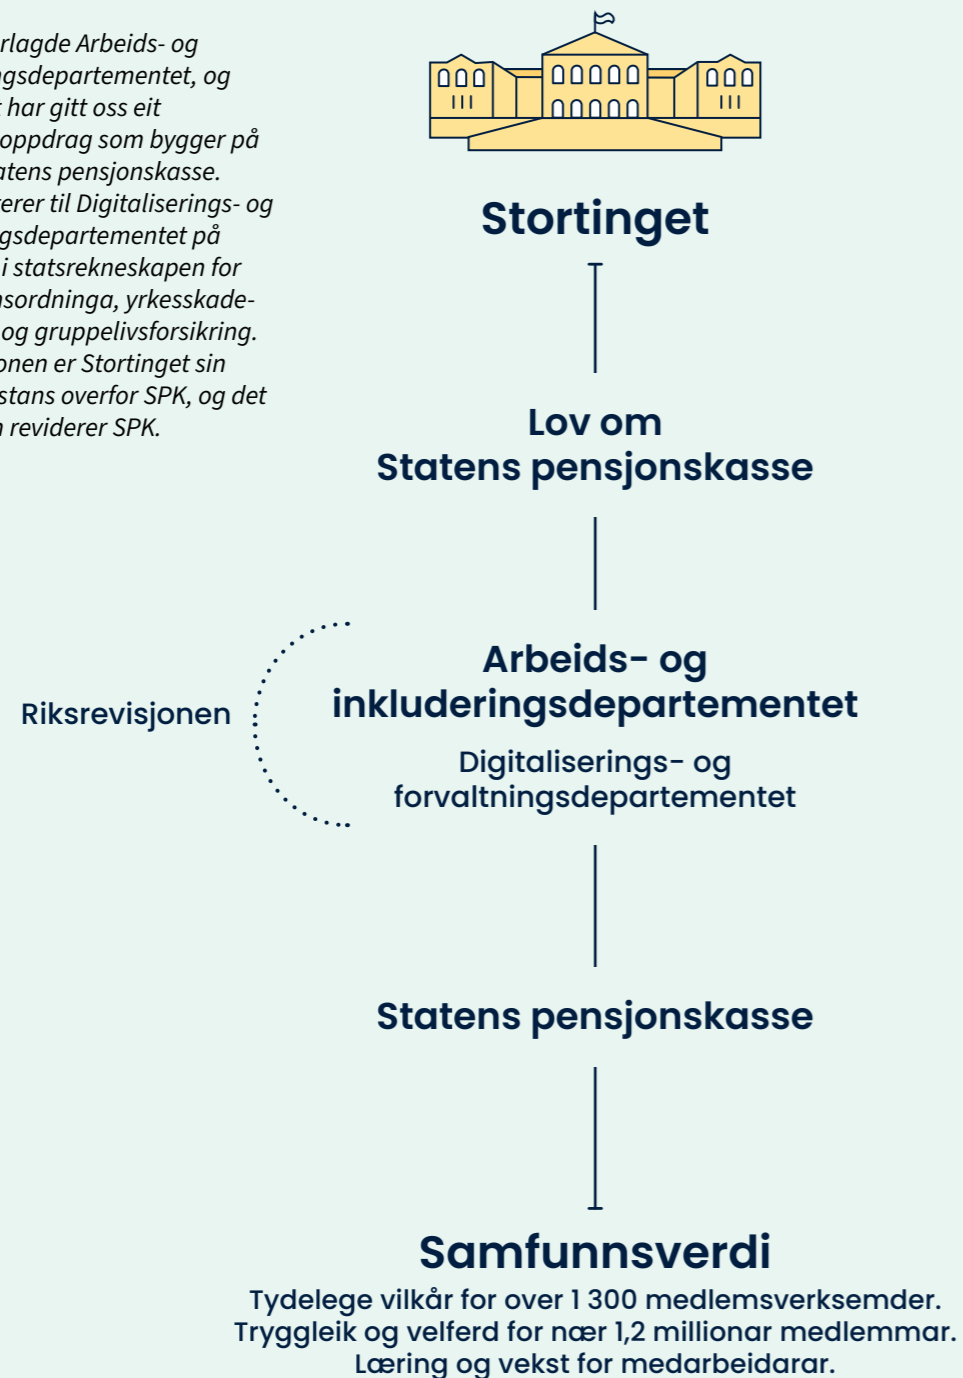 rlagde Arbeids- og
ngsdepartementet, og
t har gitt oss eit
oppdrag som bygger på
atens pensjonskasse.
erer til Digitaliserings- og
ngsdepartementet på
i statsrekneskapen for
nsordninga, yrkesskade-
og gruppelivsforsikring.
onen er Stortinget sin
stans overfor SPK, og det
n reviderer SPK.
Stortinget
Lov om
Statens pensjonskasse
Arbeids- og
inkluderingsdepartementet
Riksrevisjonen
Digitaliserings- og
forvaltningsdepartementet
Statens pensjonskasse
Samfunnsverdi
Tydelege vilkår for over 1 300 medlemsverksemder.
Tryggleik og velferd for nær 1,2 millionar medlemmar.
Læring og vekst for medarbeidarar.